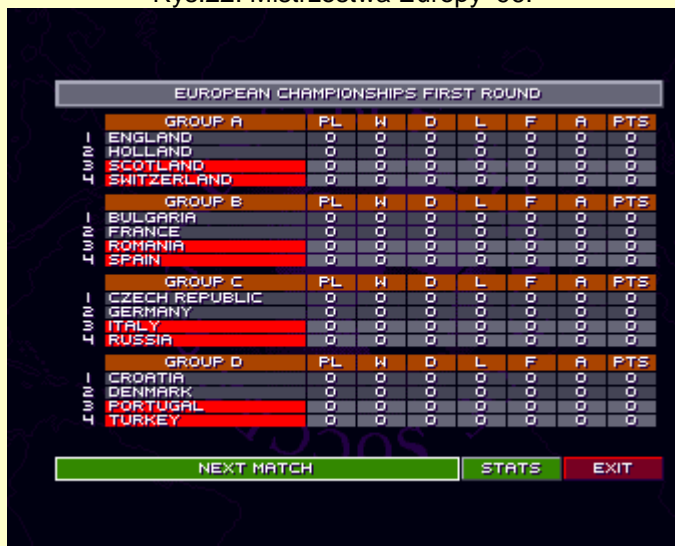 EUROPEAN CHAMPIONSHIPS FIRST ROUND
GROUP A PL W D L F A PTS
1 ENGLAND 0 0 0 0 0 0 0
2 HOLLAND 0 0 0 0 0 0 0
3 SCOTLAND 0 0 0 0 0 0 0
4 SWITZERLAND 0 0 0 0 0 0 0
GROUP B PL W D L F A PTS
1 BULGARIA 0 0 0 0 0 0 0
2 FRANCE 0 0 0 0 0 0 0
3 ROMANIA 0 0 0 0 0 0 0
4 SPAIN 0 0 0 0 0 0 0
GROUP C PL W D L F A PTS
1 CZECH REPUBLIC 0 0 0 0 0 0 0
2 GERMANY 0 0 0 0 0 0 0
3 ITALY 0 0 0 0 0 0 0
4 RUSSIA 0 0 0 0 0 0 0
GROUP D PL W D L F A PTS
1 CROATIA 0 0 0 0 0 0 0
2 DENMARK 0 0 0 0 0 0 0
3 PORTUGAL 0 0 0 0 0 0 0
4 TURKEY 0 0 0 0 0 0 0
NEXT MATCH STATS EXIT